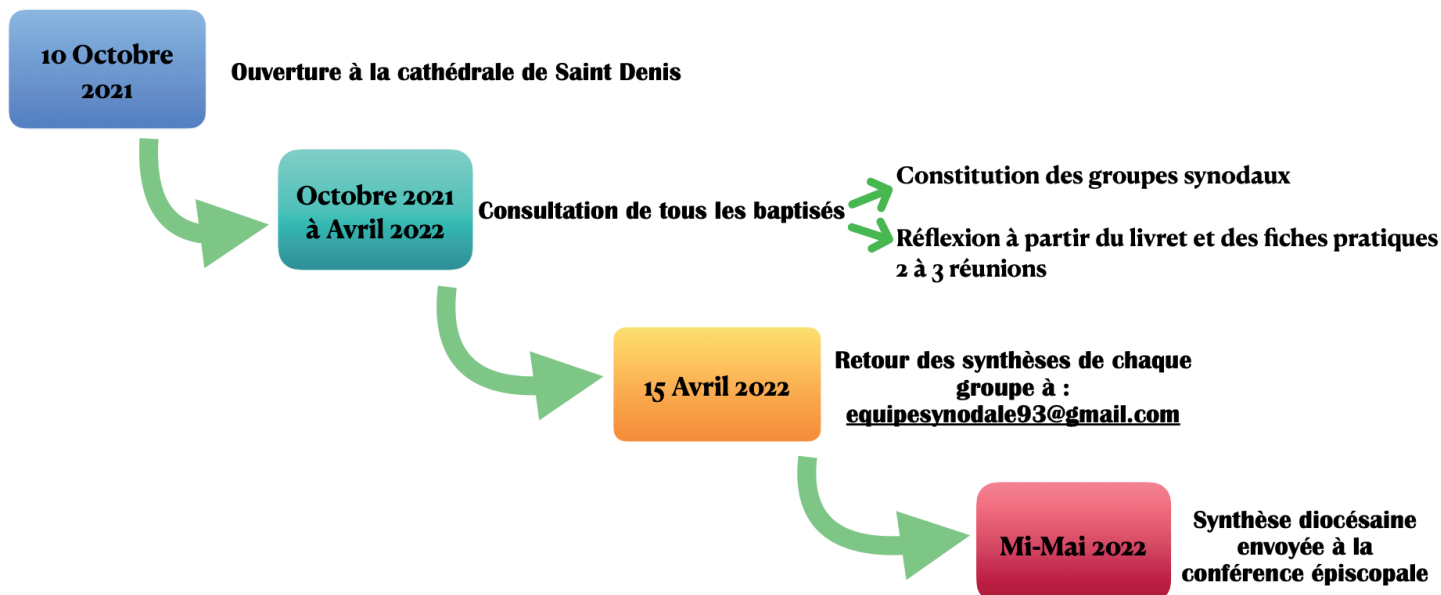 10 Octobre
2021
Ouverture à la cathédrale de Saint Denis
Octobre 2021
à Avril 2022
Consultation de tous les baptisés
Constitution des groupes synodaux
Réflexion à partir du livret et des fiches pratiques
2 à 3 réunions
15 Avril 2022
Retour des synthèses de chaque
groupe à :
equipesynodale93@gmail.com
Mi-Mai 2022
Synthèse diocésaine
envoyée à la
conférence épiscopale